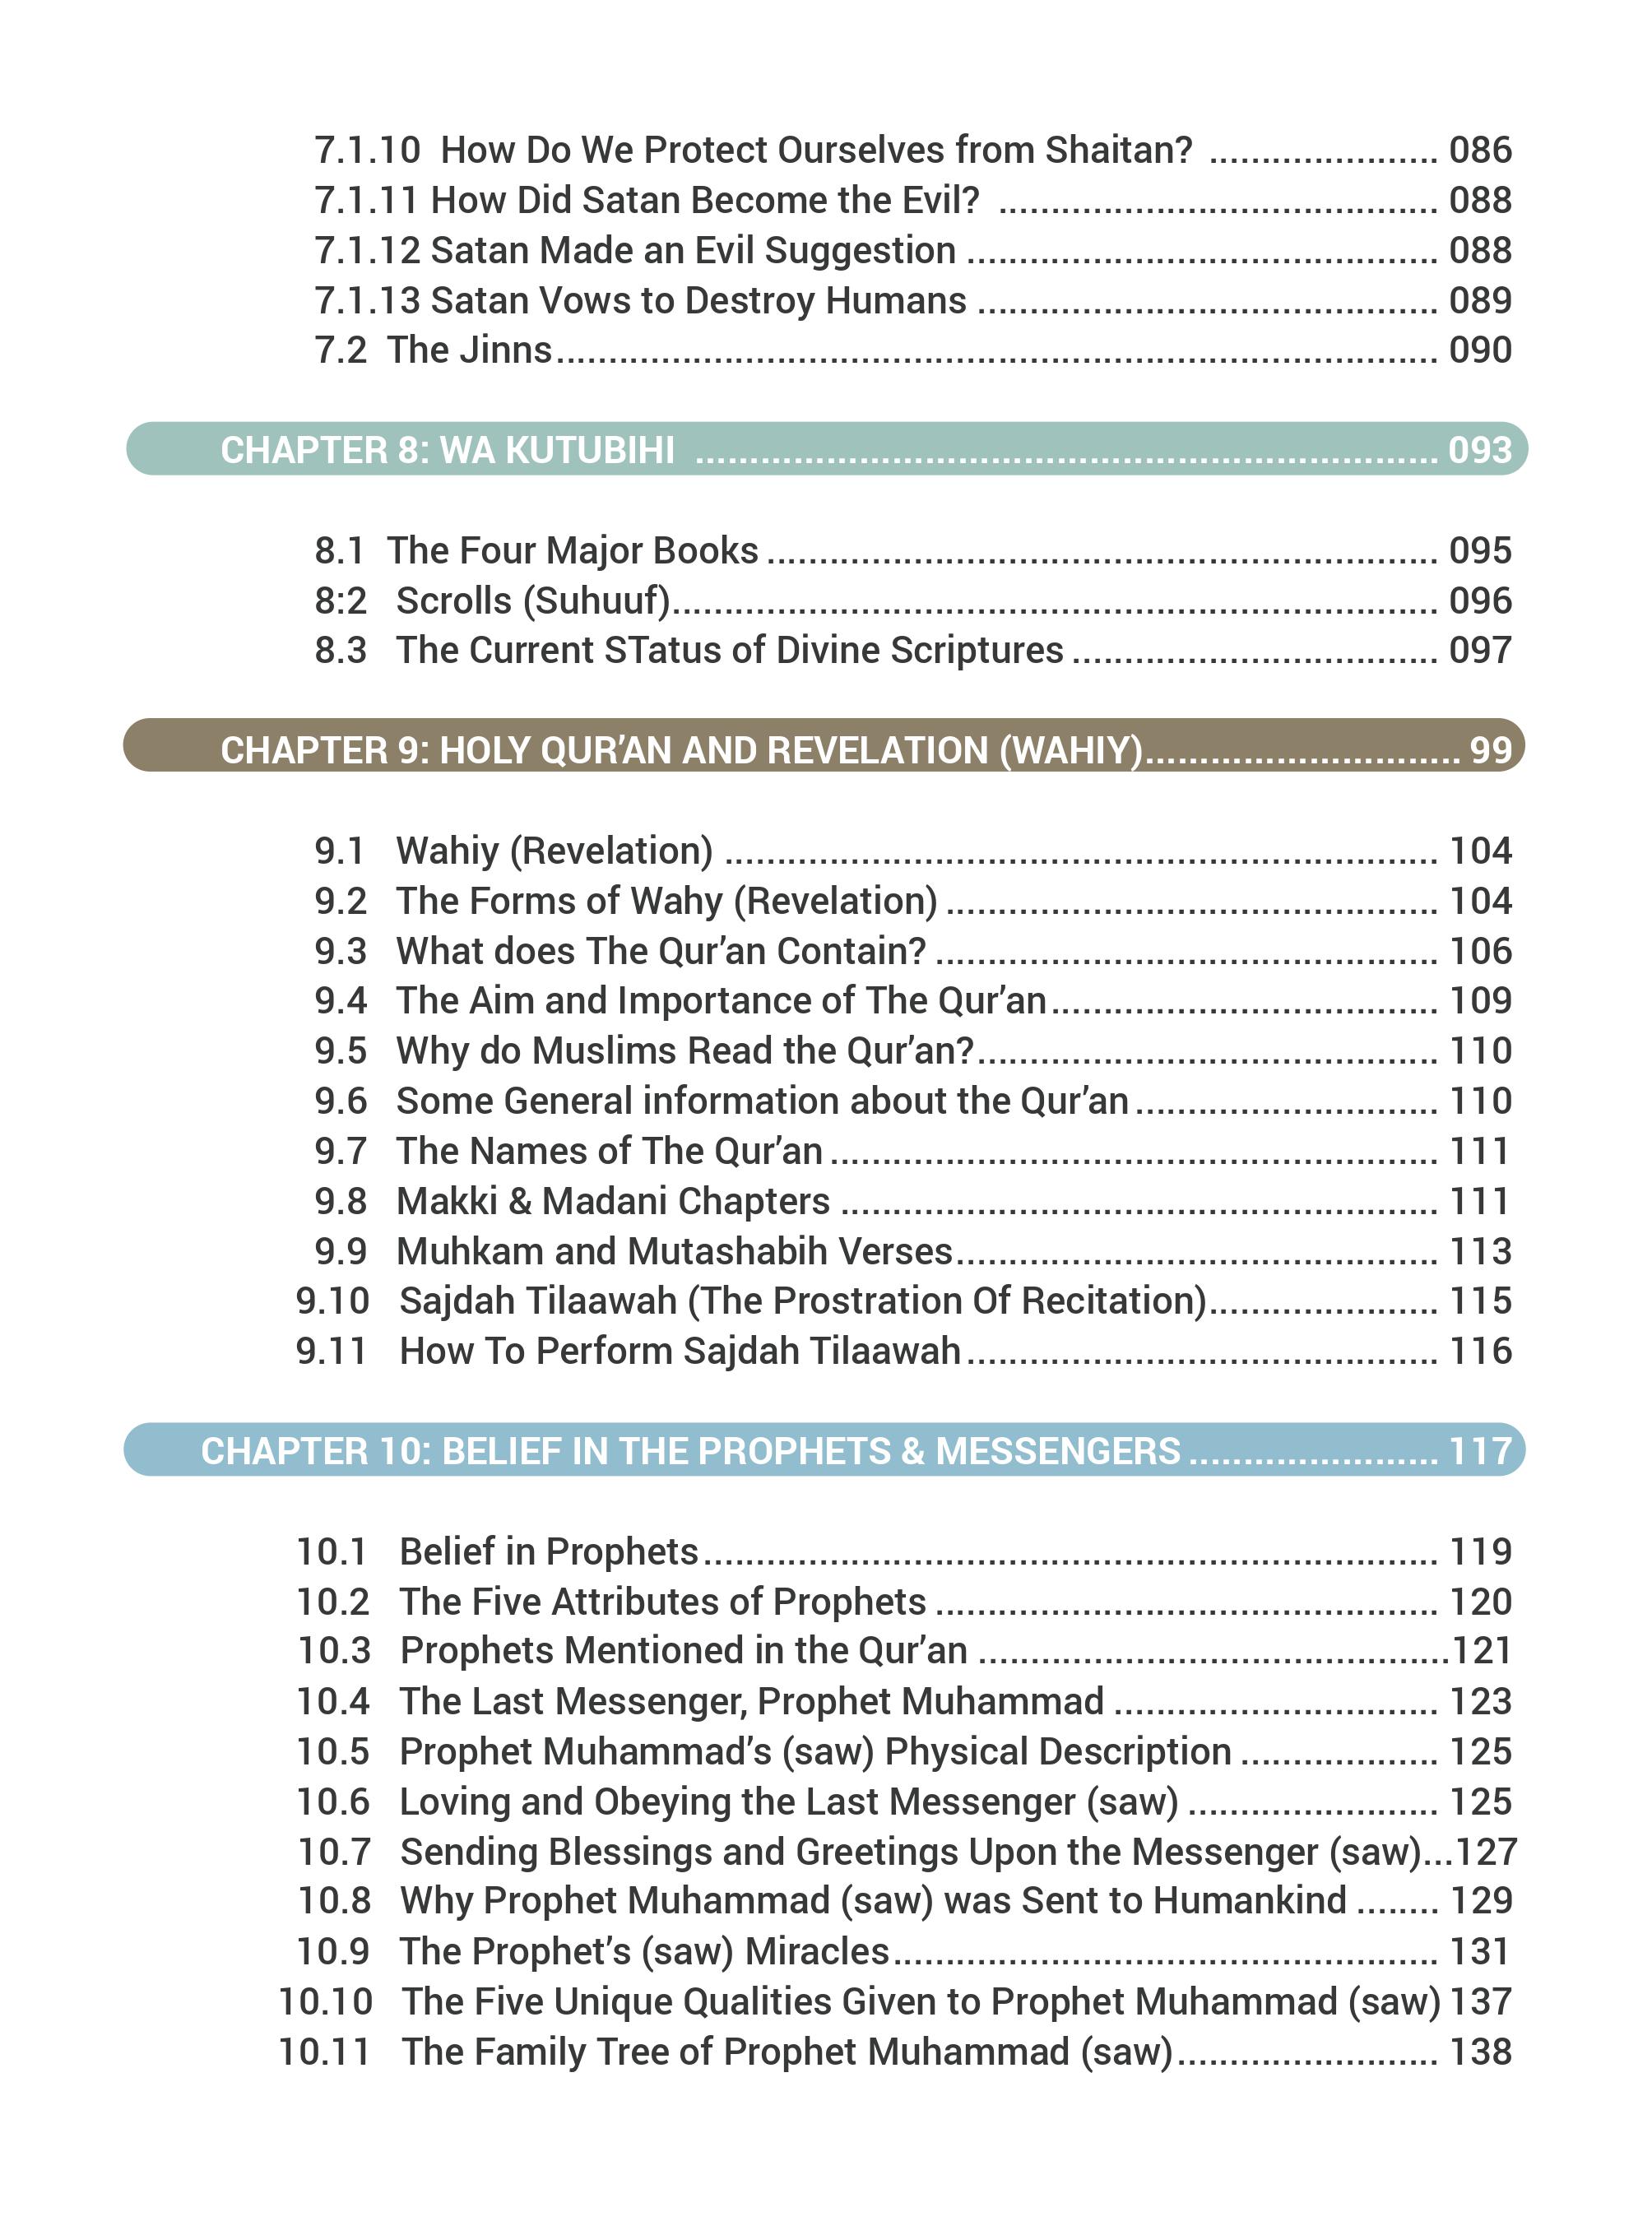 7.1.10 How Do We Protect Ourselves from Shaitan? ...................... 086
7.1.11 How Did Satan Become the Evil? .......................................... 088
7.1.12 Satan Made an Evil Suggestion ............................................. 088
7.1.13 Satan Vows to Destroy Humans ............................................ 089
7.2 The Jinns..................................................................................... 090
CHAPTER 8: WA KUTUBIHI ..................................................................... 093
8.1 The Four Major Books ................................................................ 095
8:2 Scrolls (Suhuuf)......................................................................... 096
8.3 The Current STatus of Divine Scriptures ................................... 097
CHAPTER 9: HOLY QUR’AN AND REVELATION (WAHIY)............................. 99
9.1 Wahiy (Revelation) .................................................................... 104
9.2 The Forms of Wahy (Revelation) ............................................... 104
9.3 What does The Qur’an Contain? ................................................ 106
9.4 The Aim and Importance of The Qur’an..................................... 109
9.5 Why do Muslims Read the Qur’an?............................................ 110
9.6 Some General information about the Qur’an ............................. 110
9.7 The Names of The Qur’an .......................................................... 111
9.8 Makki & Madani Chapters ......................................................... 111
9.9 Muhkam and Mutashabih Verses.............................................. 113
9.10 Sajdah Tilaawah (The Prostration Of Recitation)...................... 115
9.11 How To Perform Sajdah Tilaawah............................................. 116
CHAPTER 10: BELIEF IN THE PROPHETS & MESSENGERS ....................... 117
10.1 Belief in Prophets...................................................................... 119
10.2 The Five Attributes of Prophets ................................................ 120
10.3 Prophets Mentioned in the Qur’an .............................................121
10.4 The Last Messenger, Prophet Muhammad ............................... 123
10.5 Prophet Muhammad’s (saw) Physical Description ................... 125
10.6 Loving and Obeying the Last Messenger (saw) ........................ 125
10.7 Sending Blessings and Greetings Upon the Messenger (saw)...127
10.8 Why Prophet Muhammad (saw) was Sent to Humankind ........ 129
10.9 The Prophet’s (saw) Miracles.................................................... 131
10.10 The Five Unique Qualities Given to Prophet Muhammad (saw) 137
10.11 The Family Tree of Prophet Muhammad (saw)......................... 138